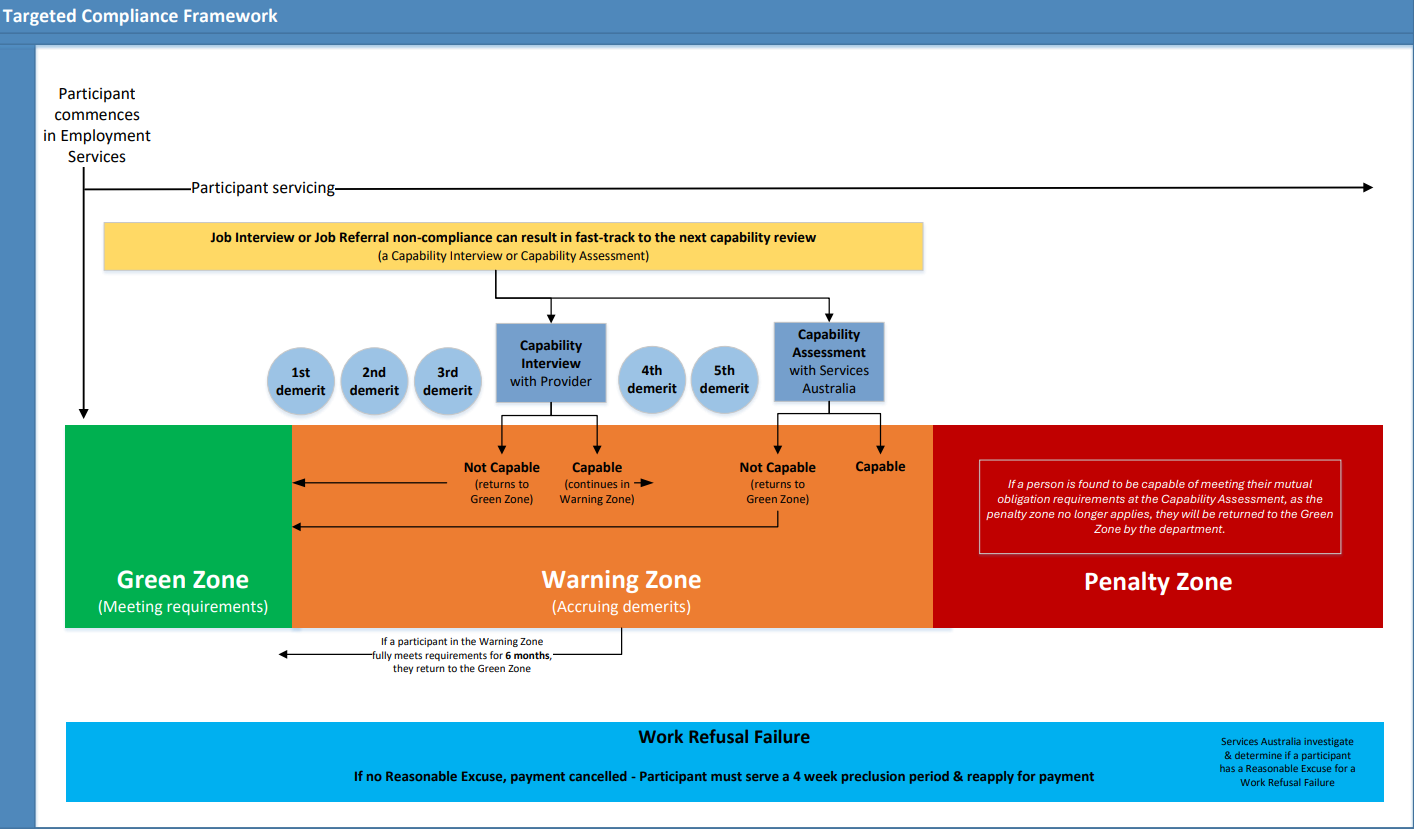 Targeted Compliance Framework
Participant
commences
in Employment
Services
Participant servicing
Job Interview or Job Referral non-compliance can result in fast-track to the next capability review
(a Capability Interview or Capability Assessment)
1st
demerit
2nd
demerit
3rd
demerit
Capability
Interview
with Provider
4th
demerit
5th
demerit
Capability
Assessment
with Services
Australia
Not Capable
(returns to
Green Zone)
Capable
(continues in
Warning Zone)
Not Capable
(returns to
Green Zone)
Capable
If a person is found to be capable of meeting their mutual
obligation requirements at the Capability Assessment, as the
penalty zone no longer applies, they will be returned to the Green
Zone by the department.
Green Zone
(Meeting requirements)
Warning Zone
(Accruing demerits)
Penalty Zone
If a participant in the Warning Zone
fully meets requirements for 6 months,
they return to the Green Zone
Work Refusal Failure
If no Reasonable Excuse, payment cancelled - Participant must serve a 4 week preclusion period & reapply for payment
Services Australia investigate
& determine if a participant
has a Reasonable Excuse for a
Work Refusal Failure